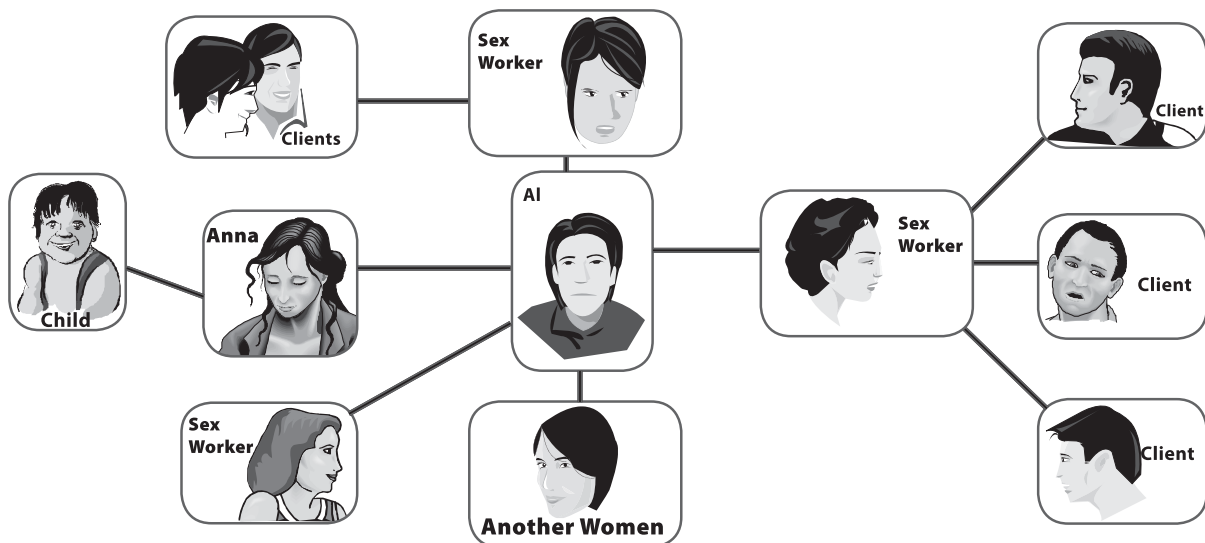 Sex
Worker
Clients
Client
Al
Anna
Sex
Worker
Client
Child
Sex
Worker
Client
Another Women